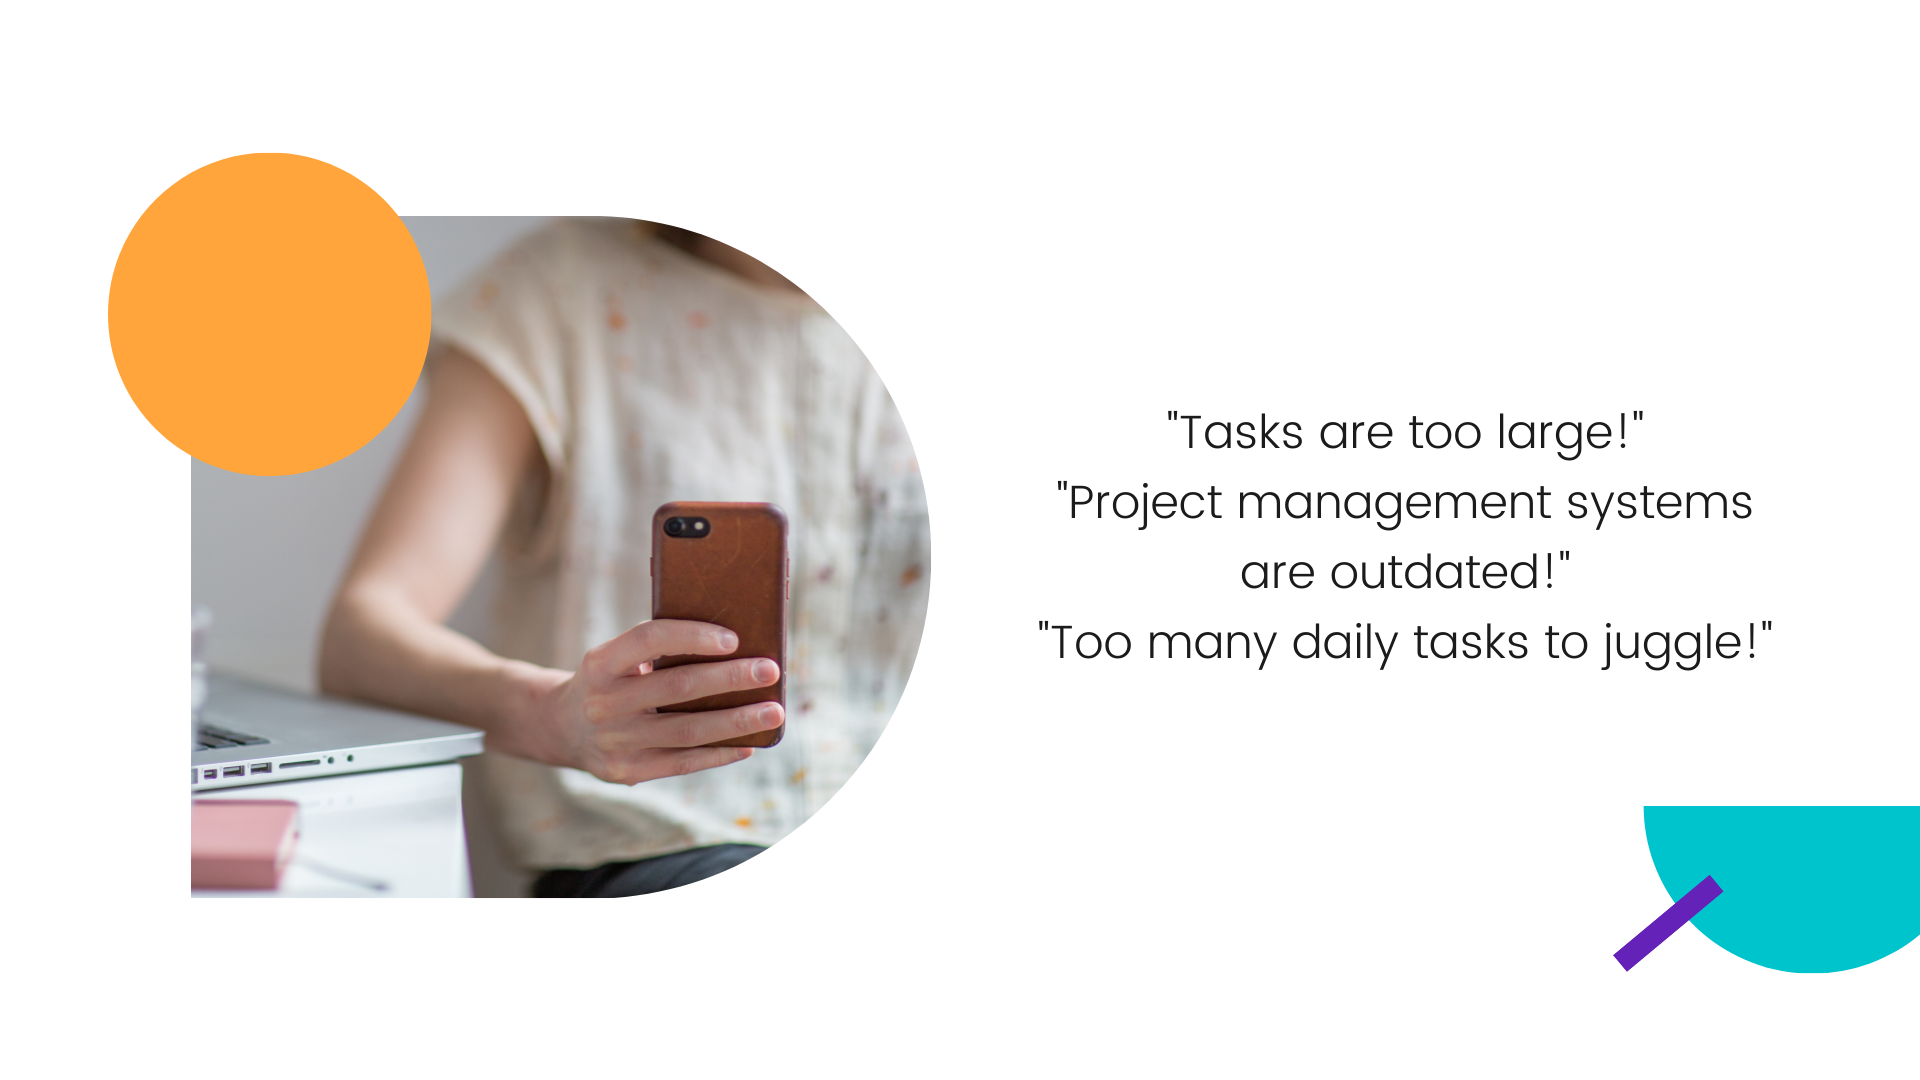 "Tasks are too large!"
"Project management systems
are outdated!"
"Too many daily tasks to juggle!"